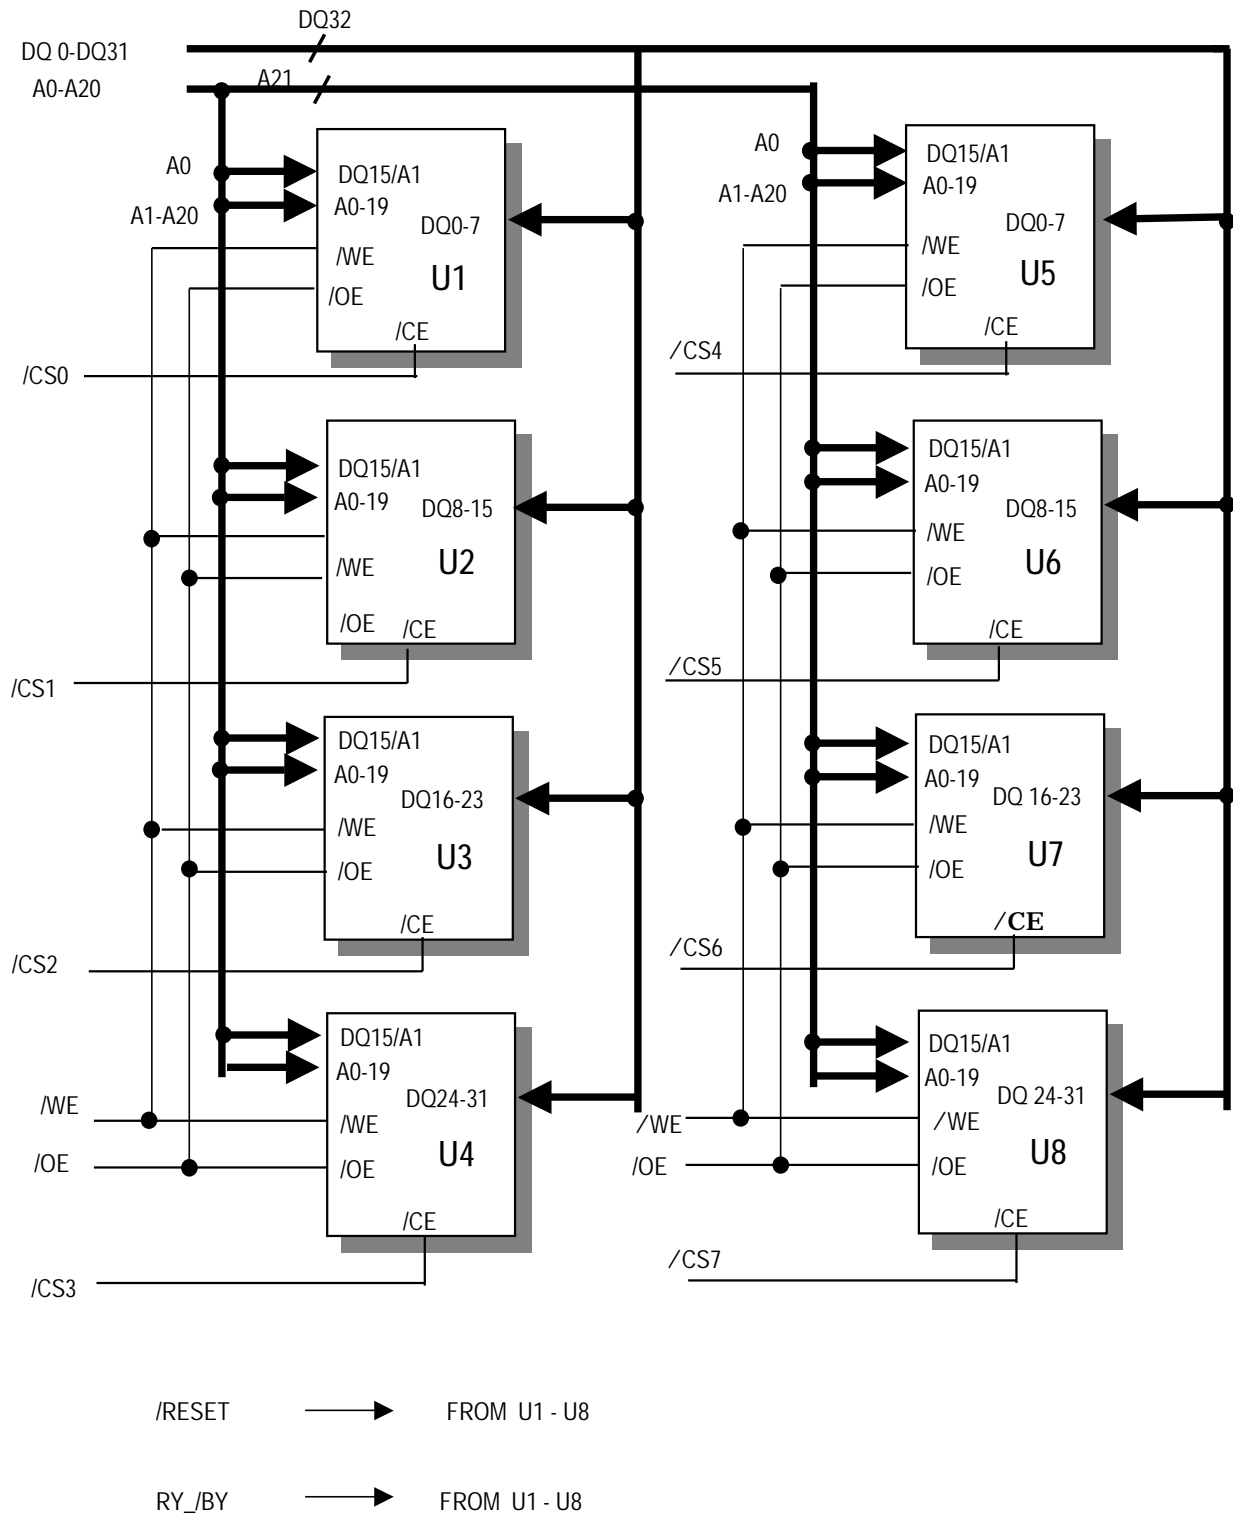 DQ32
DQ 0-DQ31
A21
A0-A20
A0
DQ15/A1
A1-A20
A0-19
DQ0-7
/WE
U1
/OE
/CE
/CS0
A0
DQ15/A1
A1-A20
A0-19
DQ0-7
/WE
U5
/OE
/CE
/CS4
DQ15/A1
A0-19
DQ8-15
/WE
U2
/OE /CE
/CS1
DQ15/A1
A0-19
DQ8-15
/WE
U6
/OE
/CE
/CS5
DQ15/A1
A0-19
DQ16-23
/WE
U3
/OE
/CE
/CS2
DQ15/A1
A0-19
DQ 16-23
/WE
U7
/OE
/CE
/CS6
DQ15/A1
A0-19
DQ24-31
/WE
/WE
U4
/OE
/OE
/CE
/CS3
DQ15/A1
A0-19
DQ 24-31
/WE
/WE
U8
/OE
/OE
/CE
/CS7
/RESET FROM U1 - U8
RY_/BY FROM U1 - U8